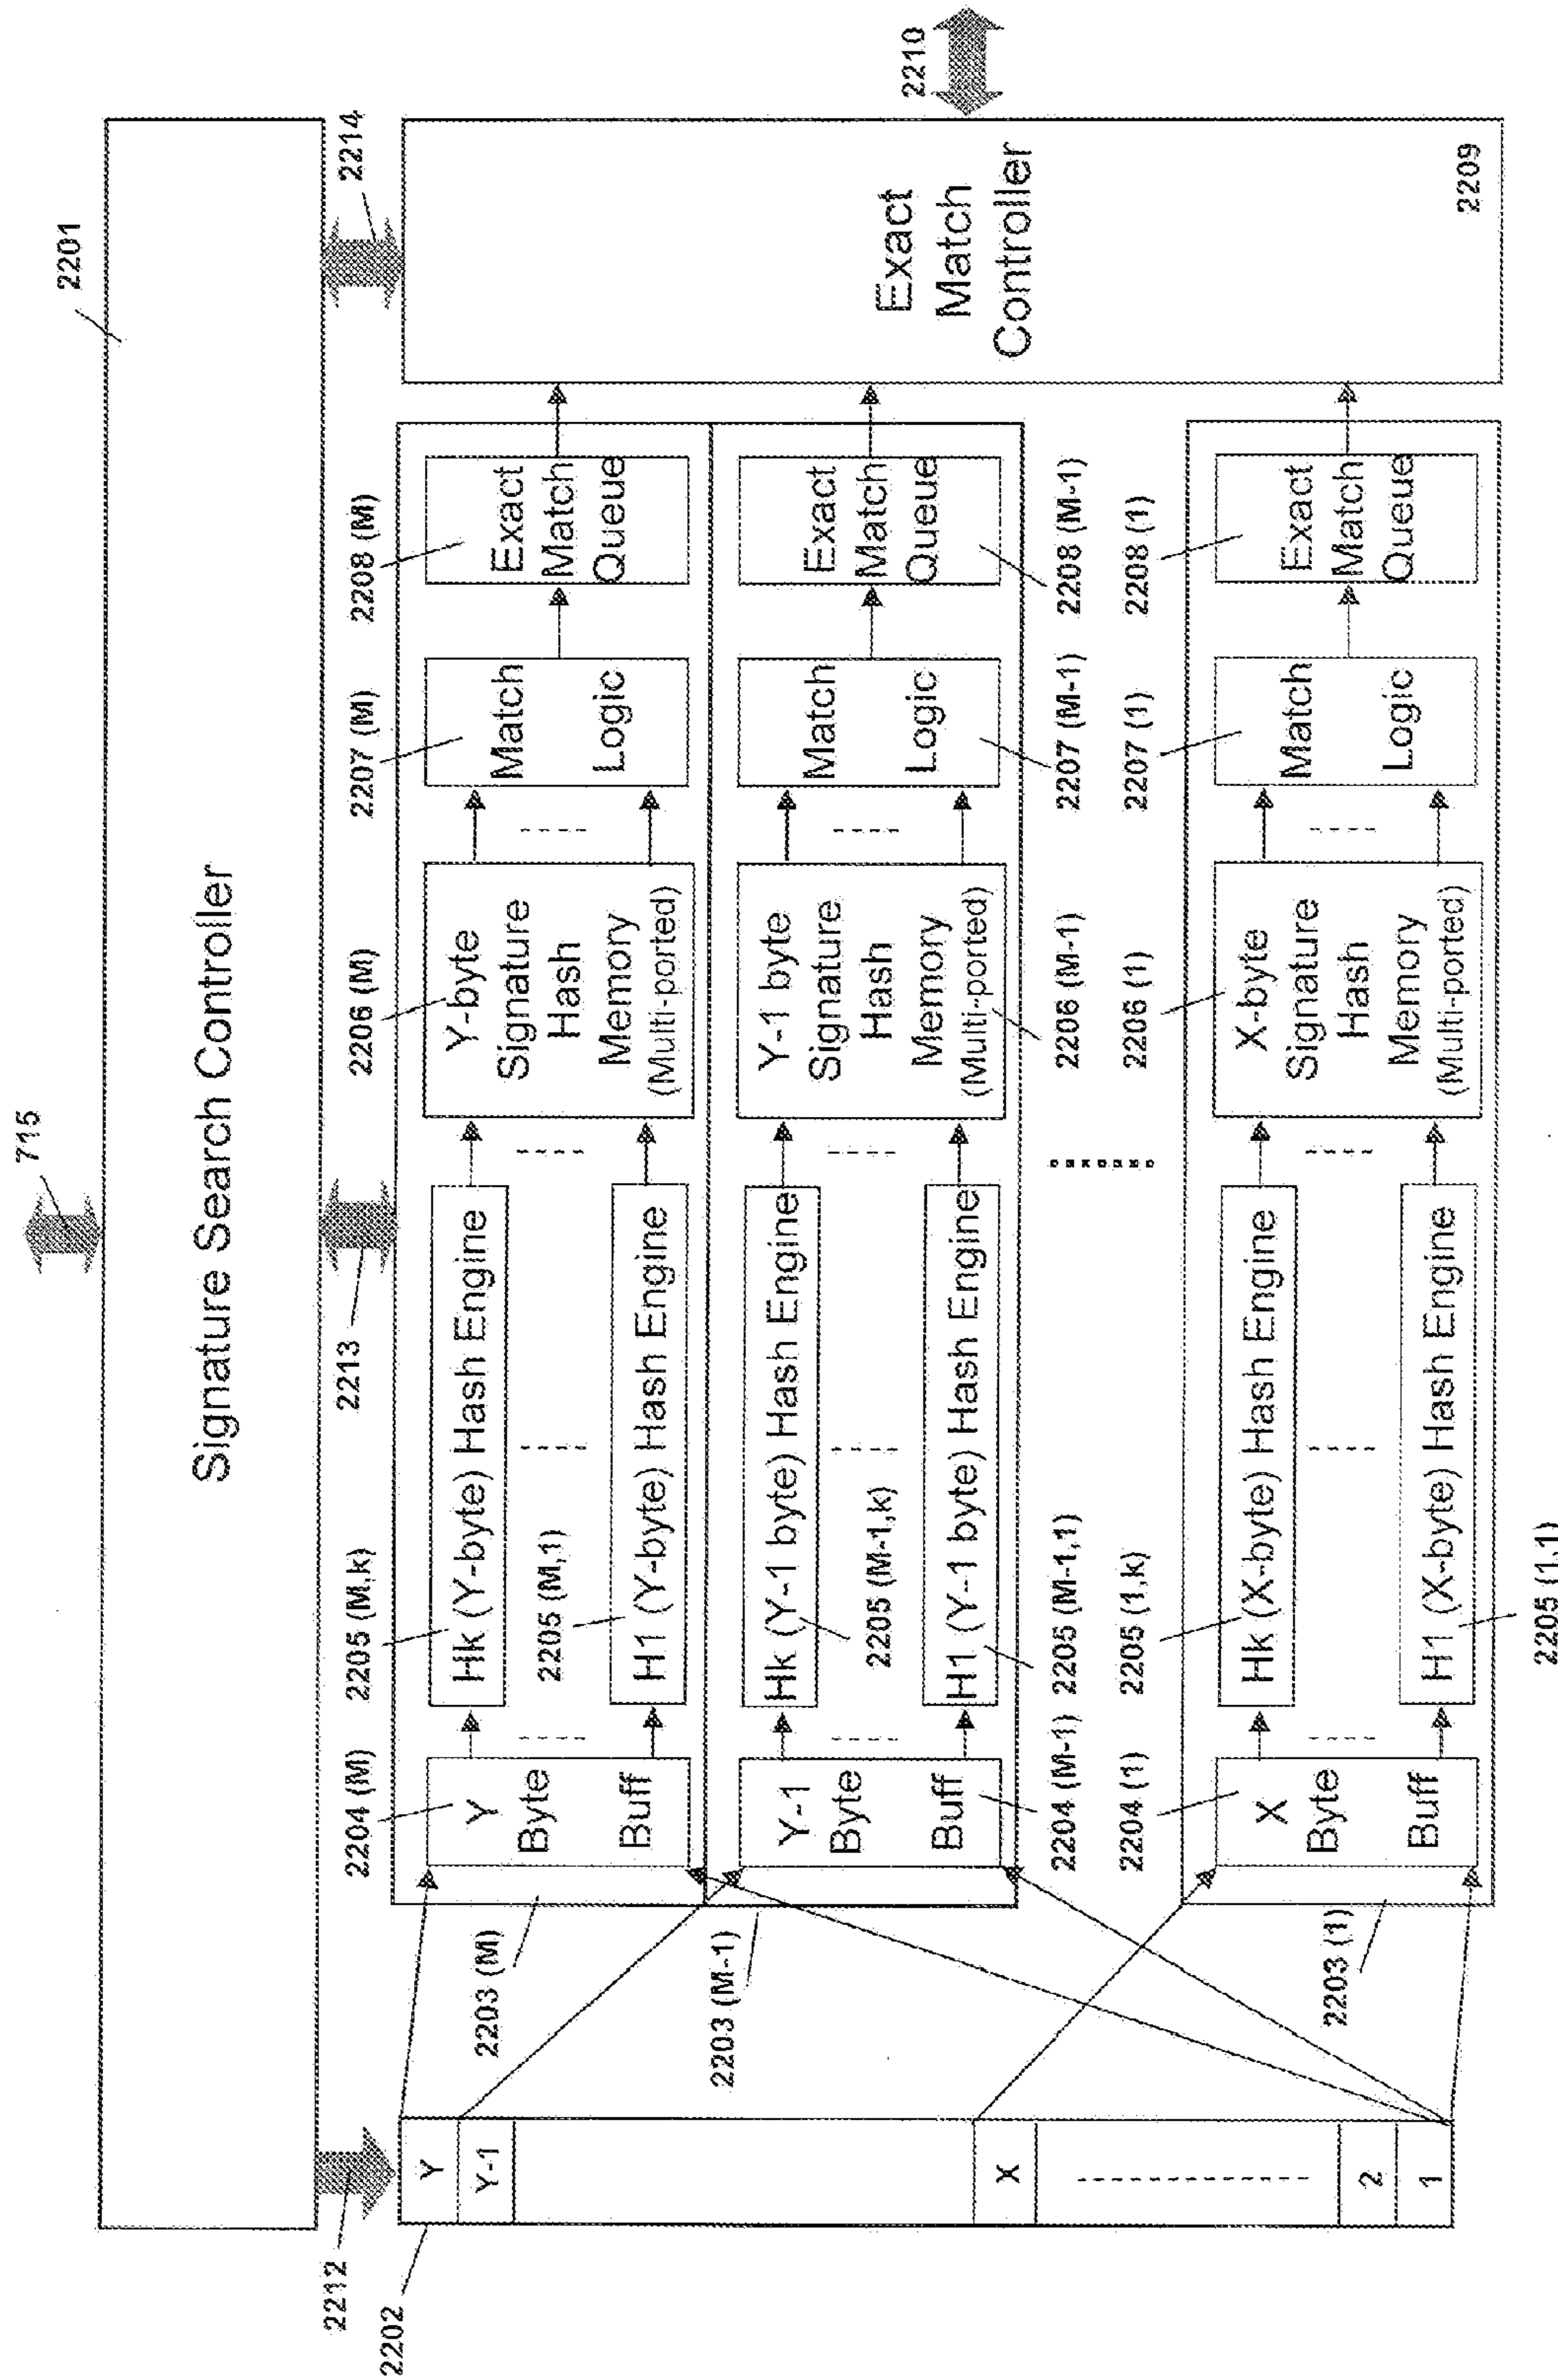 715
2201
Signature Search Controller
2212
2213
2214
2202
Y
Y-1
X
2
1
2203 (M)
2204 (M)
2205 (M,k)
2206 (M)
2207 (M)
2208 (M)
Y
Byte
Buff
Hk (Y-byte) Hash Engine
2205 (M,1)
H1 (Y-byte) Hash Engine
Y-byte
Signature
Hash
Memory
(Multi-ported)
Match
Logic
Exact
Match
Queue
2203 (M-1)
Y-1
Byte
Buff
Hk (Y-1 byte) Hash Engine
2205 (M-1,k)
H1 (Y-1 byte) Hash Engine
Y-1 byte
Signature
Hash
Memory
(Multi-ported)
Match
Logic
Exact
Match
Queue
2204 (M-1)
2205 (M-1,1)
2206 (M-1)
2207 (M-1)
2208 (M-1)
2204 (1)
2205 (1,k)
2206 (1)
2207 (1)
2208 (1)
2203 (1)
X
Byte
Buff
Hk (X-byte) Hash Engine
H1 (X-byte) Hash Engine
2205 (1,1)
X-byte
Signature
Hash
Memory
(Multi-ported)
Match
Logic
Exact
Match
Queue
Exact
Match
Controller
2209
2210